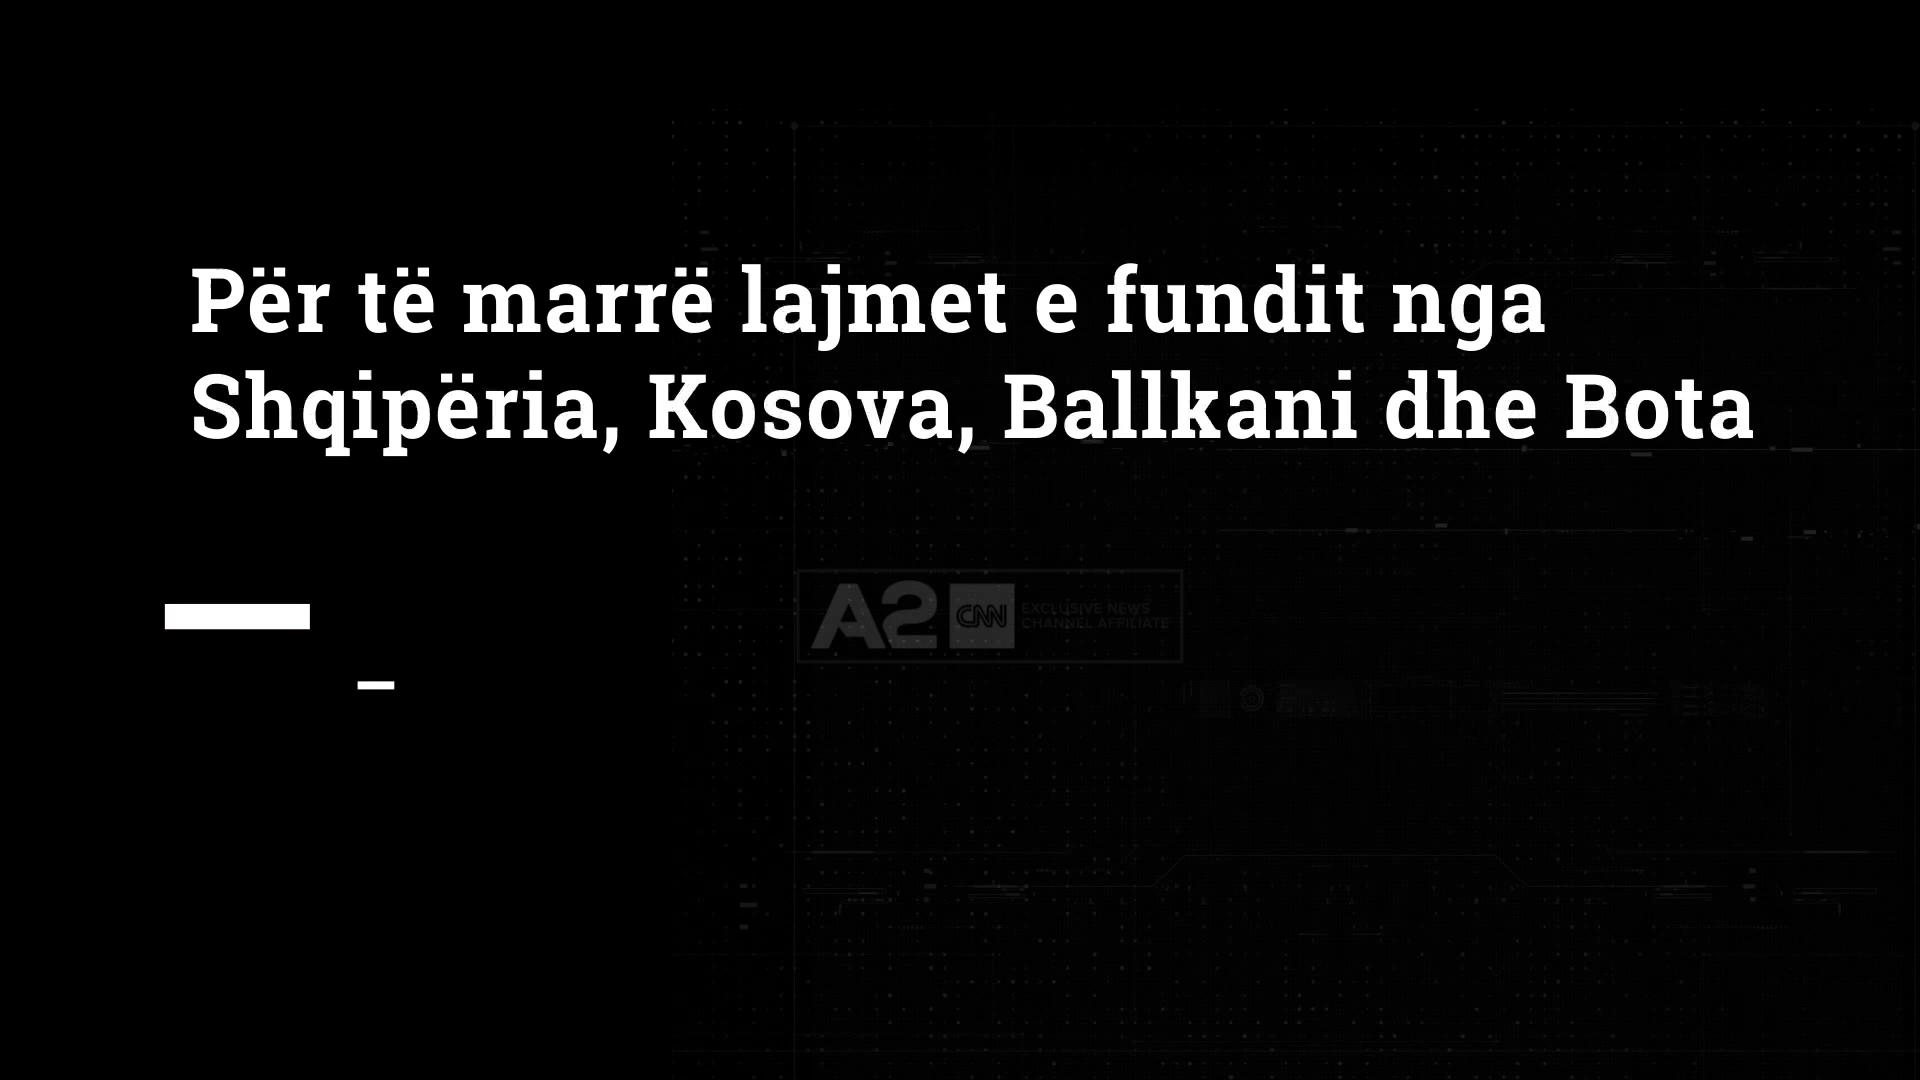 Për të marrë lajmet e fundit nga
Shqipëria, Kosova, Ballkani dhe Bota
A2 CNN EXCLUSIVE NEWS
CHANNEL AFFILIATE